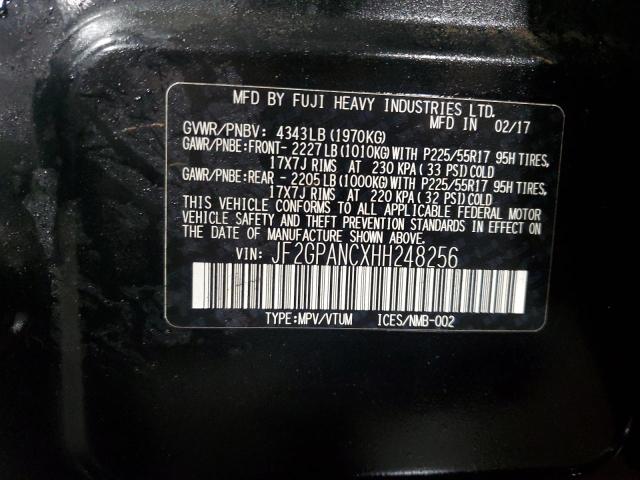 MFD BY FUJI HEAVY INDUSTRIES LTD.
IN 02/17
GVWR/PNBV: 4343LB(1970KG)
GAWR/PNBE:FRONT- 2227LB(1010KG)WITH P225/55R17 95H TIRES,
17X7J RIMS AT 230 KPA(33 PSI)COLD
GAWR/PNBE:REAR - 2205LB(1000KG)WITH P225/55R17 95H TIRES,
17X7J RIMS AT 220 KPA(32 PSI)COLD
THIS VEHICLE CONFORMS TO ALL APPLICABLE FEDERAL MOTOR
VEHICLE SAFETY AND THEFT PREVENTION STANDARDS IN EFFECT ON
THE DATE OF MANUFACTURE SHOWN ABOVE.
VIN: JF2GPANCXHH248256
TYPE:MPV/VTUM ICES/NMB-002